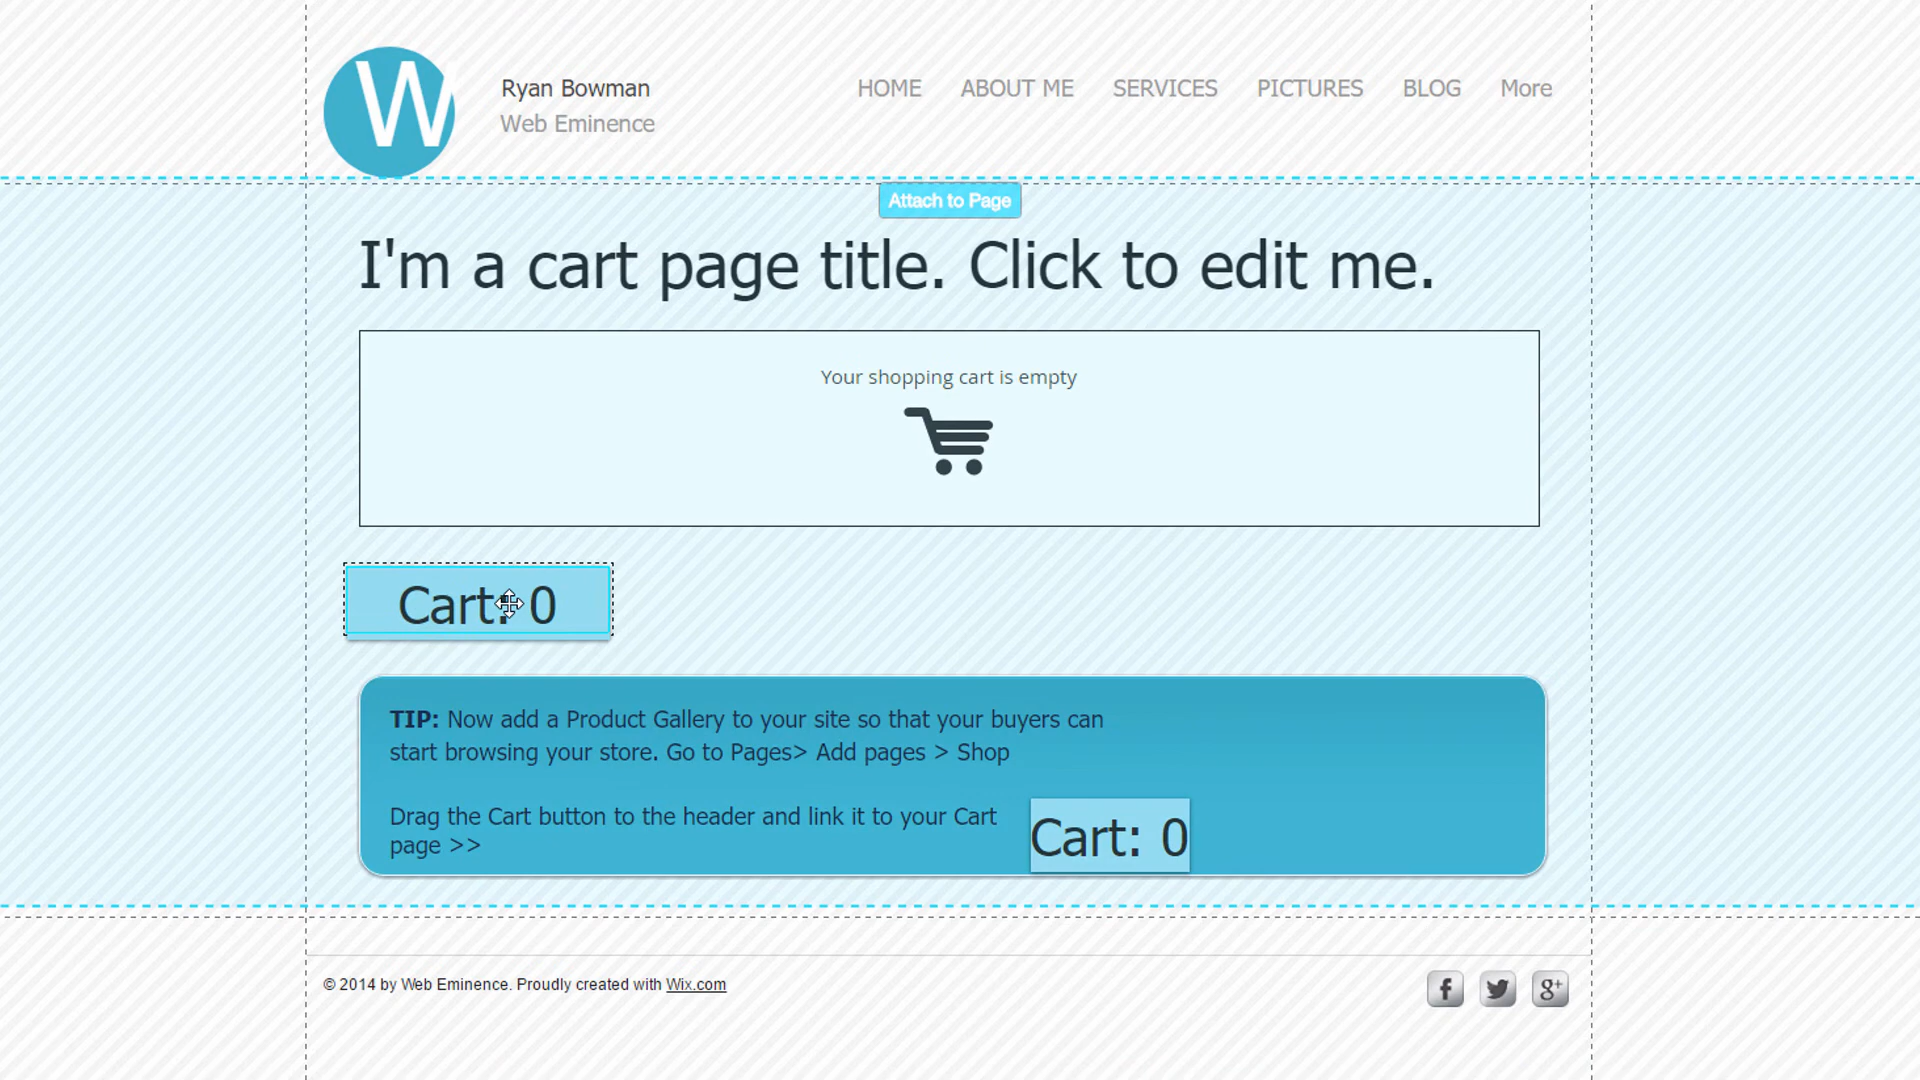 W
Ryan Bowman
Web Eminence
HOME ABOUT ME SERVICES PICTURES BLOG More
Attach to Page
I'm a cart page title. Click to edit me.
Your shopping cart is empty
Cart: 0
TIP: Now add a Product Gallery to your site so that your buyers can
start browsing your store. Go to Pages> Add pages > Shop
Drag the Cart button to the header and link it to your Cart
page >>
Cart: 0
© 2014 by Web Eminence. Proudly created with Wix.com
f
g+